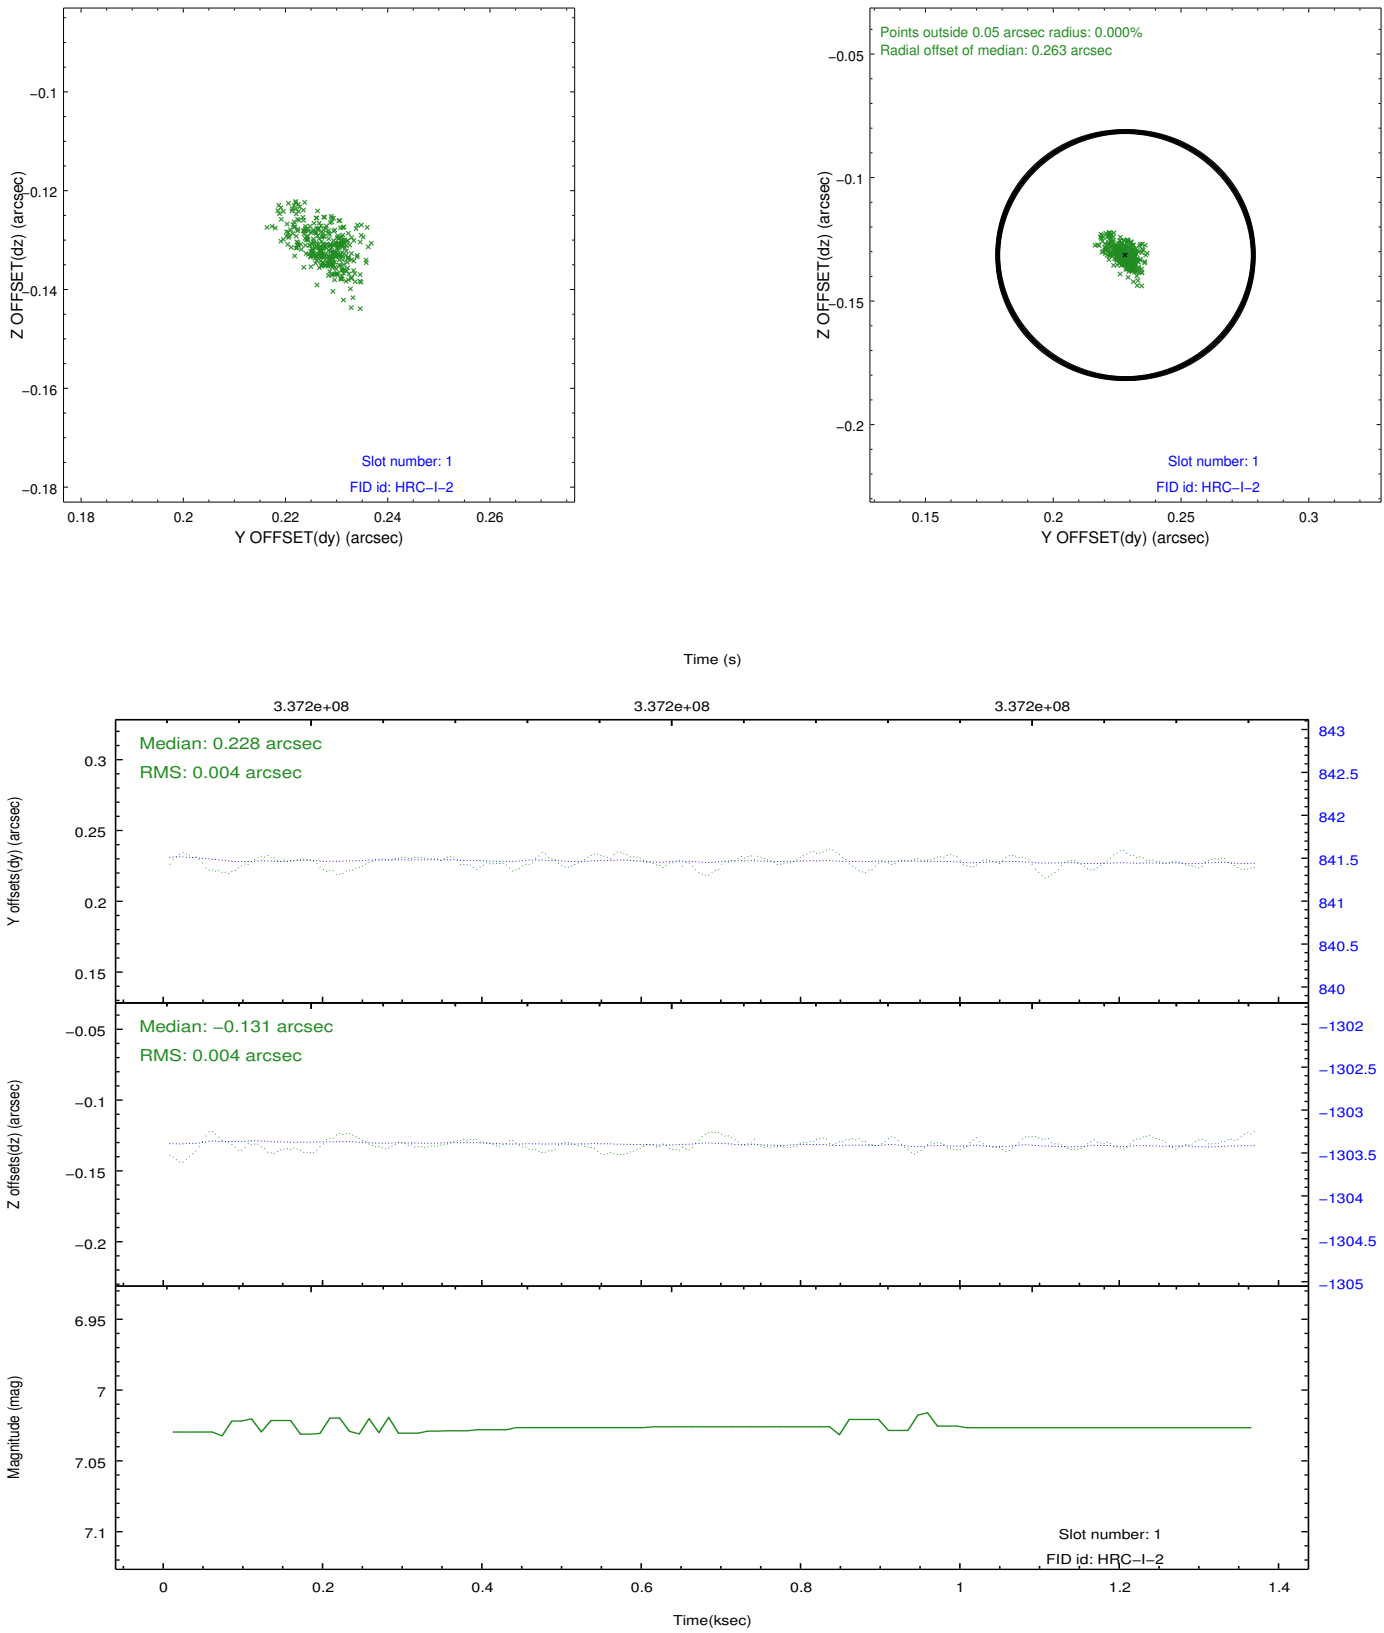 −0.1
−0.12
−0.14
−0.16
−0.18
Z OFFSET(dz) (arcsec)
Slot number: 1
FID id: HRC−I−2
0.18
0.2
0.22
0.24
0.26
Y OFFSET(dy) (arcsec)
Points outside 0.05 arcsec radius: 0.000%
Radial offset of median: 0.263 arcsec
−0.05
−0.1
−0.15
−0.2
Z OFFSET(dz) (arcsec)
Slot number: 1
FID id: HRC−I−2
0.15
0.2
0.25
0.3
Y OFFSET(dy) (arcsec)
Time (s)
3.372e+08
3.372e+08
3.372e+08
Median: 0.228 arcsec
RMS: 0.004 arcsec
0.3
0.25
0.2
0.15
Y offsets(dy) (arcsec)
843
842.5
842
841.5
841
840.5
840
Median: −0.131 arcsec
RMS: 0.004 arcsec
−0.05
−0.1
−0.15
−0.2
Z offsets(dz) (arcsec)
−1302
−1302.5
−1303
−1303.5
−1304
−1304.5
−1305
6.95
7
7.05
7.1
Magnitude (mag)
Slot number: 1
FID id: HRC−I−2
0
0.2
0.4
0.6
0.8
1
1.2
1.4
Time(ksec)